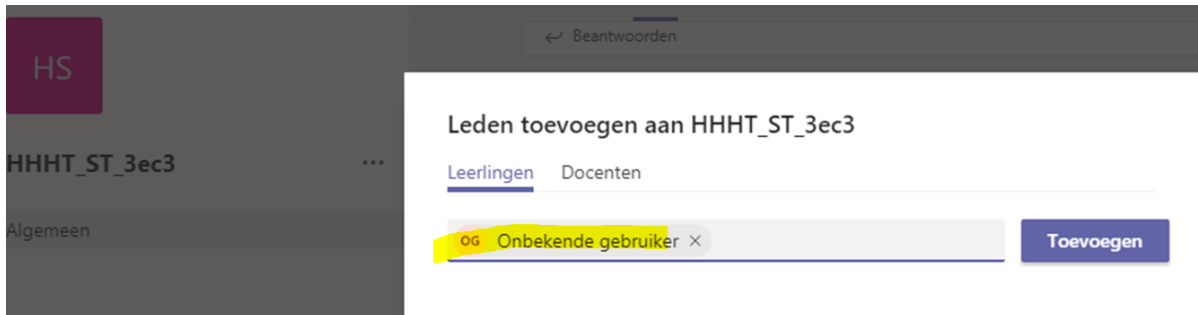 HS
HHHT_ST_3ec3 ...
Algemeen
Beantwoorden
Leden toevoegen aan HHHT_ST_3ec3
Leerlingen Docenten
OG Onbekende gebruiker ×
Toevoegen